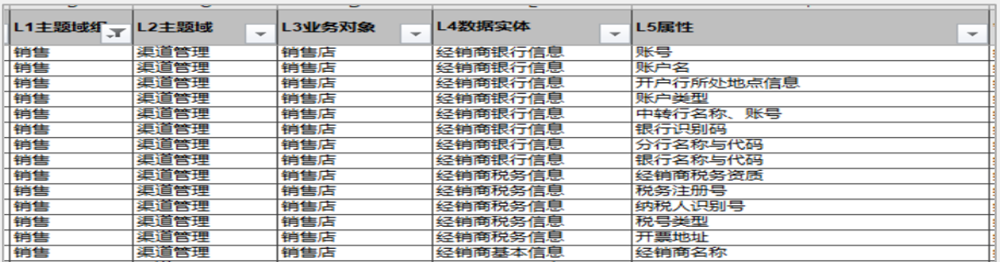 L1主题域组 L2主题域 L3业务对象 L4数据实体 L5属性
销售 渠道管理 销售店 经销商银行信息 账号
销售 渠道管理 销售店 经销商银行信息 账户名
销售 渠道管理 销售店 经销商银行信息 开户行所处地点信息
销售 渠道管理 销售店 经销商银行信息 账户类型
销售 渠道管理 销售店 经销商银行信息 中转行名称、账号
销售 渠道管理 销售店 经销商银行信息 银行识别码
销售 渠道管理 销售店 经销商银行信息 分行名称与代码
销售 渠道管理 销售店 经销商银行信息 银行名称与代码
销售 渠道管理 销售店 经销商税务信息 经销商税务资质
销售 渠道管理 销售店 经销商税务信息 税务注册号
销售 渠道管理 销售店 经销商税务信息 纳税人识别号
销售 渠道管理 销售店 经销商税务信息 税号类型
销售 渠道管理 销售店 经销商税务信息 开票地址
销售 渠道管理 销售店 经销商基本信息 经销商名称